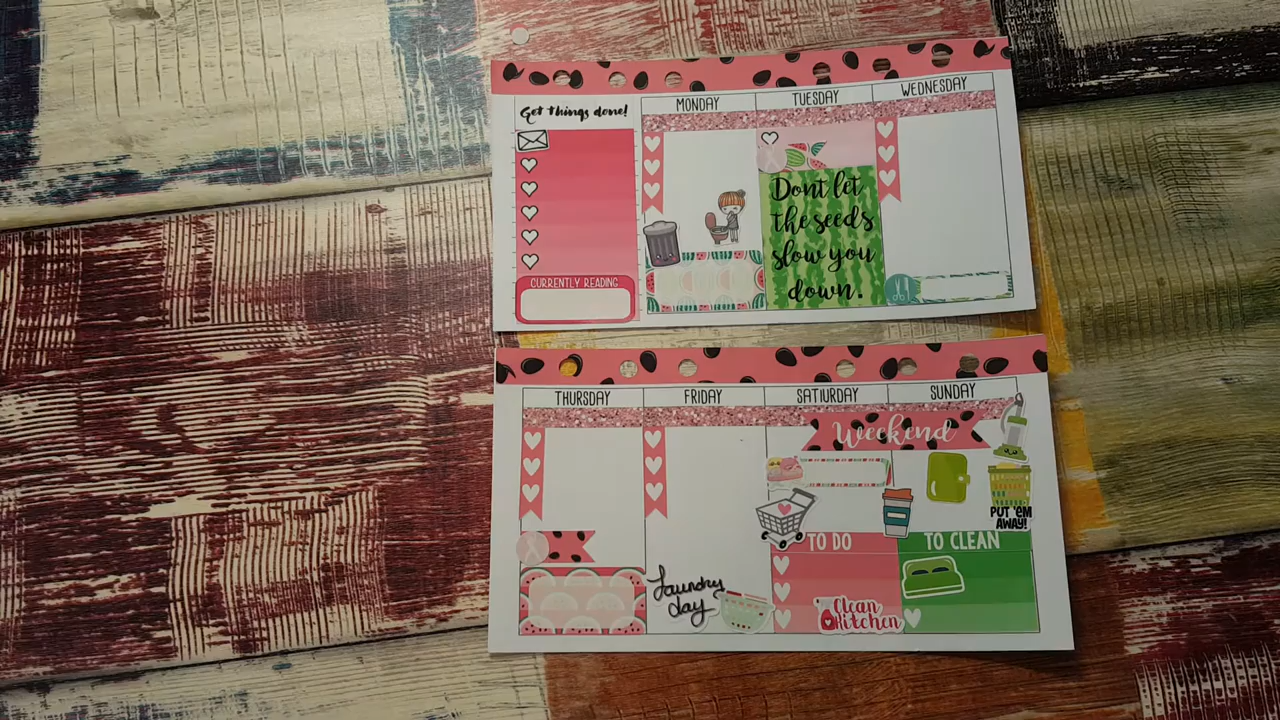 Get things done!
MONDAY
TUESDAY
WEDNESDAY
CURRENTLY READING
Dont let
the seeds
slow you
down.
THURSDAY
FRIDAY
SATURDAY
SUNDAY
Weekend
PUT 'EM
AWAY!
TO DO
TO CLEAN
Laundry
day
Clean
Kitchen